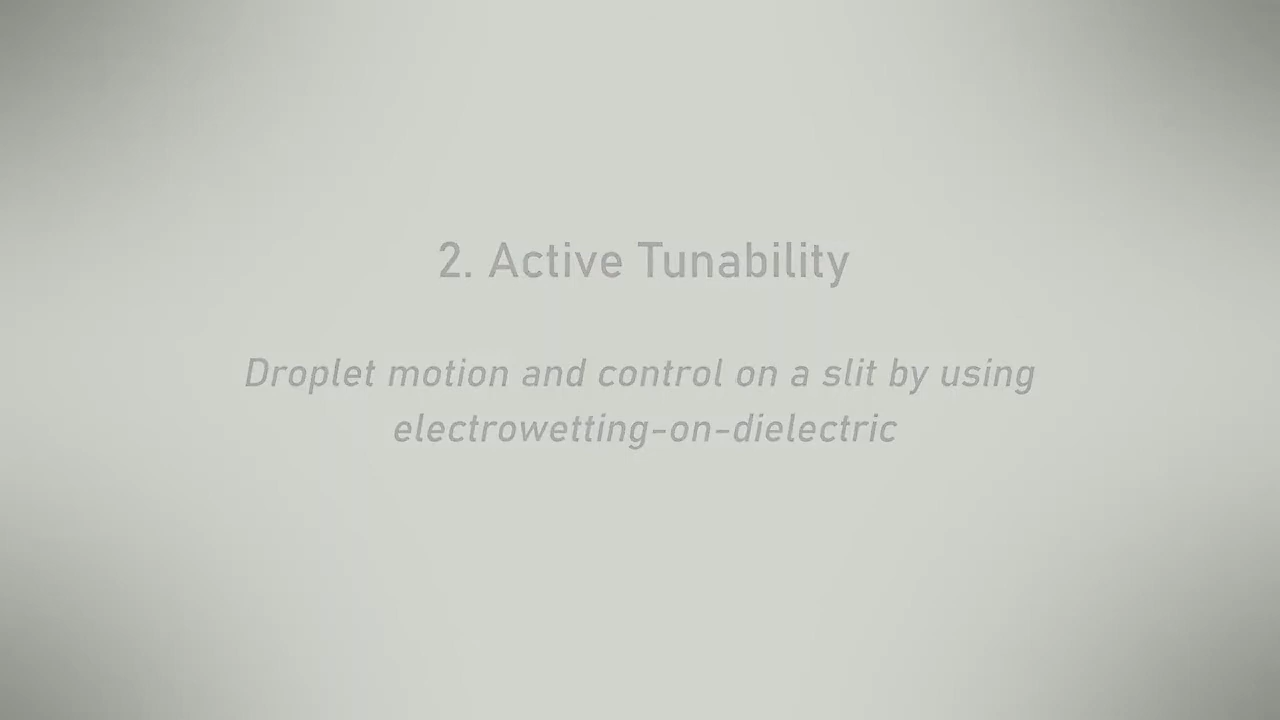 2. Active Tunability
Droplet motion and control on a slit by using
electrowetting-on-dielectric